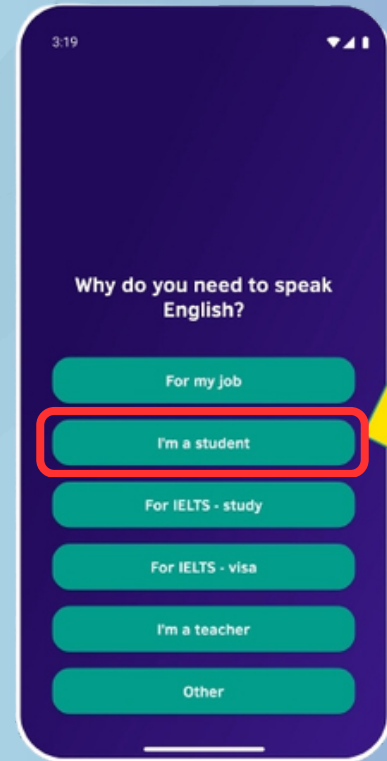 3:19
Why do you need to speak
English?
For my job
I'm a student
For IELTS - study
For IELTS - visa
I'm a teacher
Other